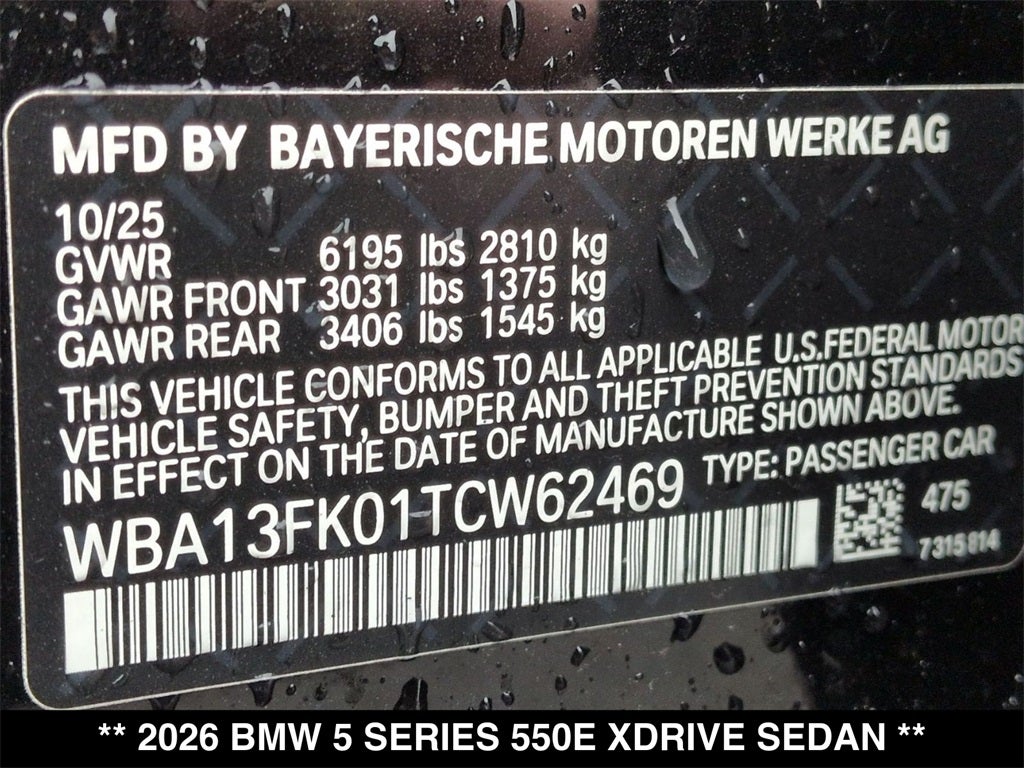 MFD BY BAYERISCHE MOTOREN WERKE AG
10/25
GVWR 6195 lbs 2810 kg
GAWR FRONT 3031 lbs 1375 kg
GAWR REAR 3406 lbs 1545 kg
THIS VEHICLE CONFORMS TO ALL APPLICABLE U.S.FEDERAL MOTOR
VEHICLE SAFETY, BUMPER AND THEFT PREVENTION STANDARDS
IN EFFECT ON THE DATE OF MANUFACTURE SHOWN ABOVE.
WBA13FK01TCW62469 TYPE: PASSENGER CAR
475
7315814
** 2026 BMW 5 SERIES 550E XDRIVE SEDAN **